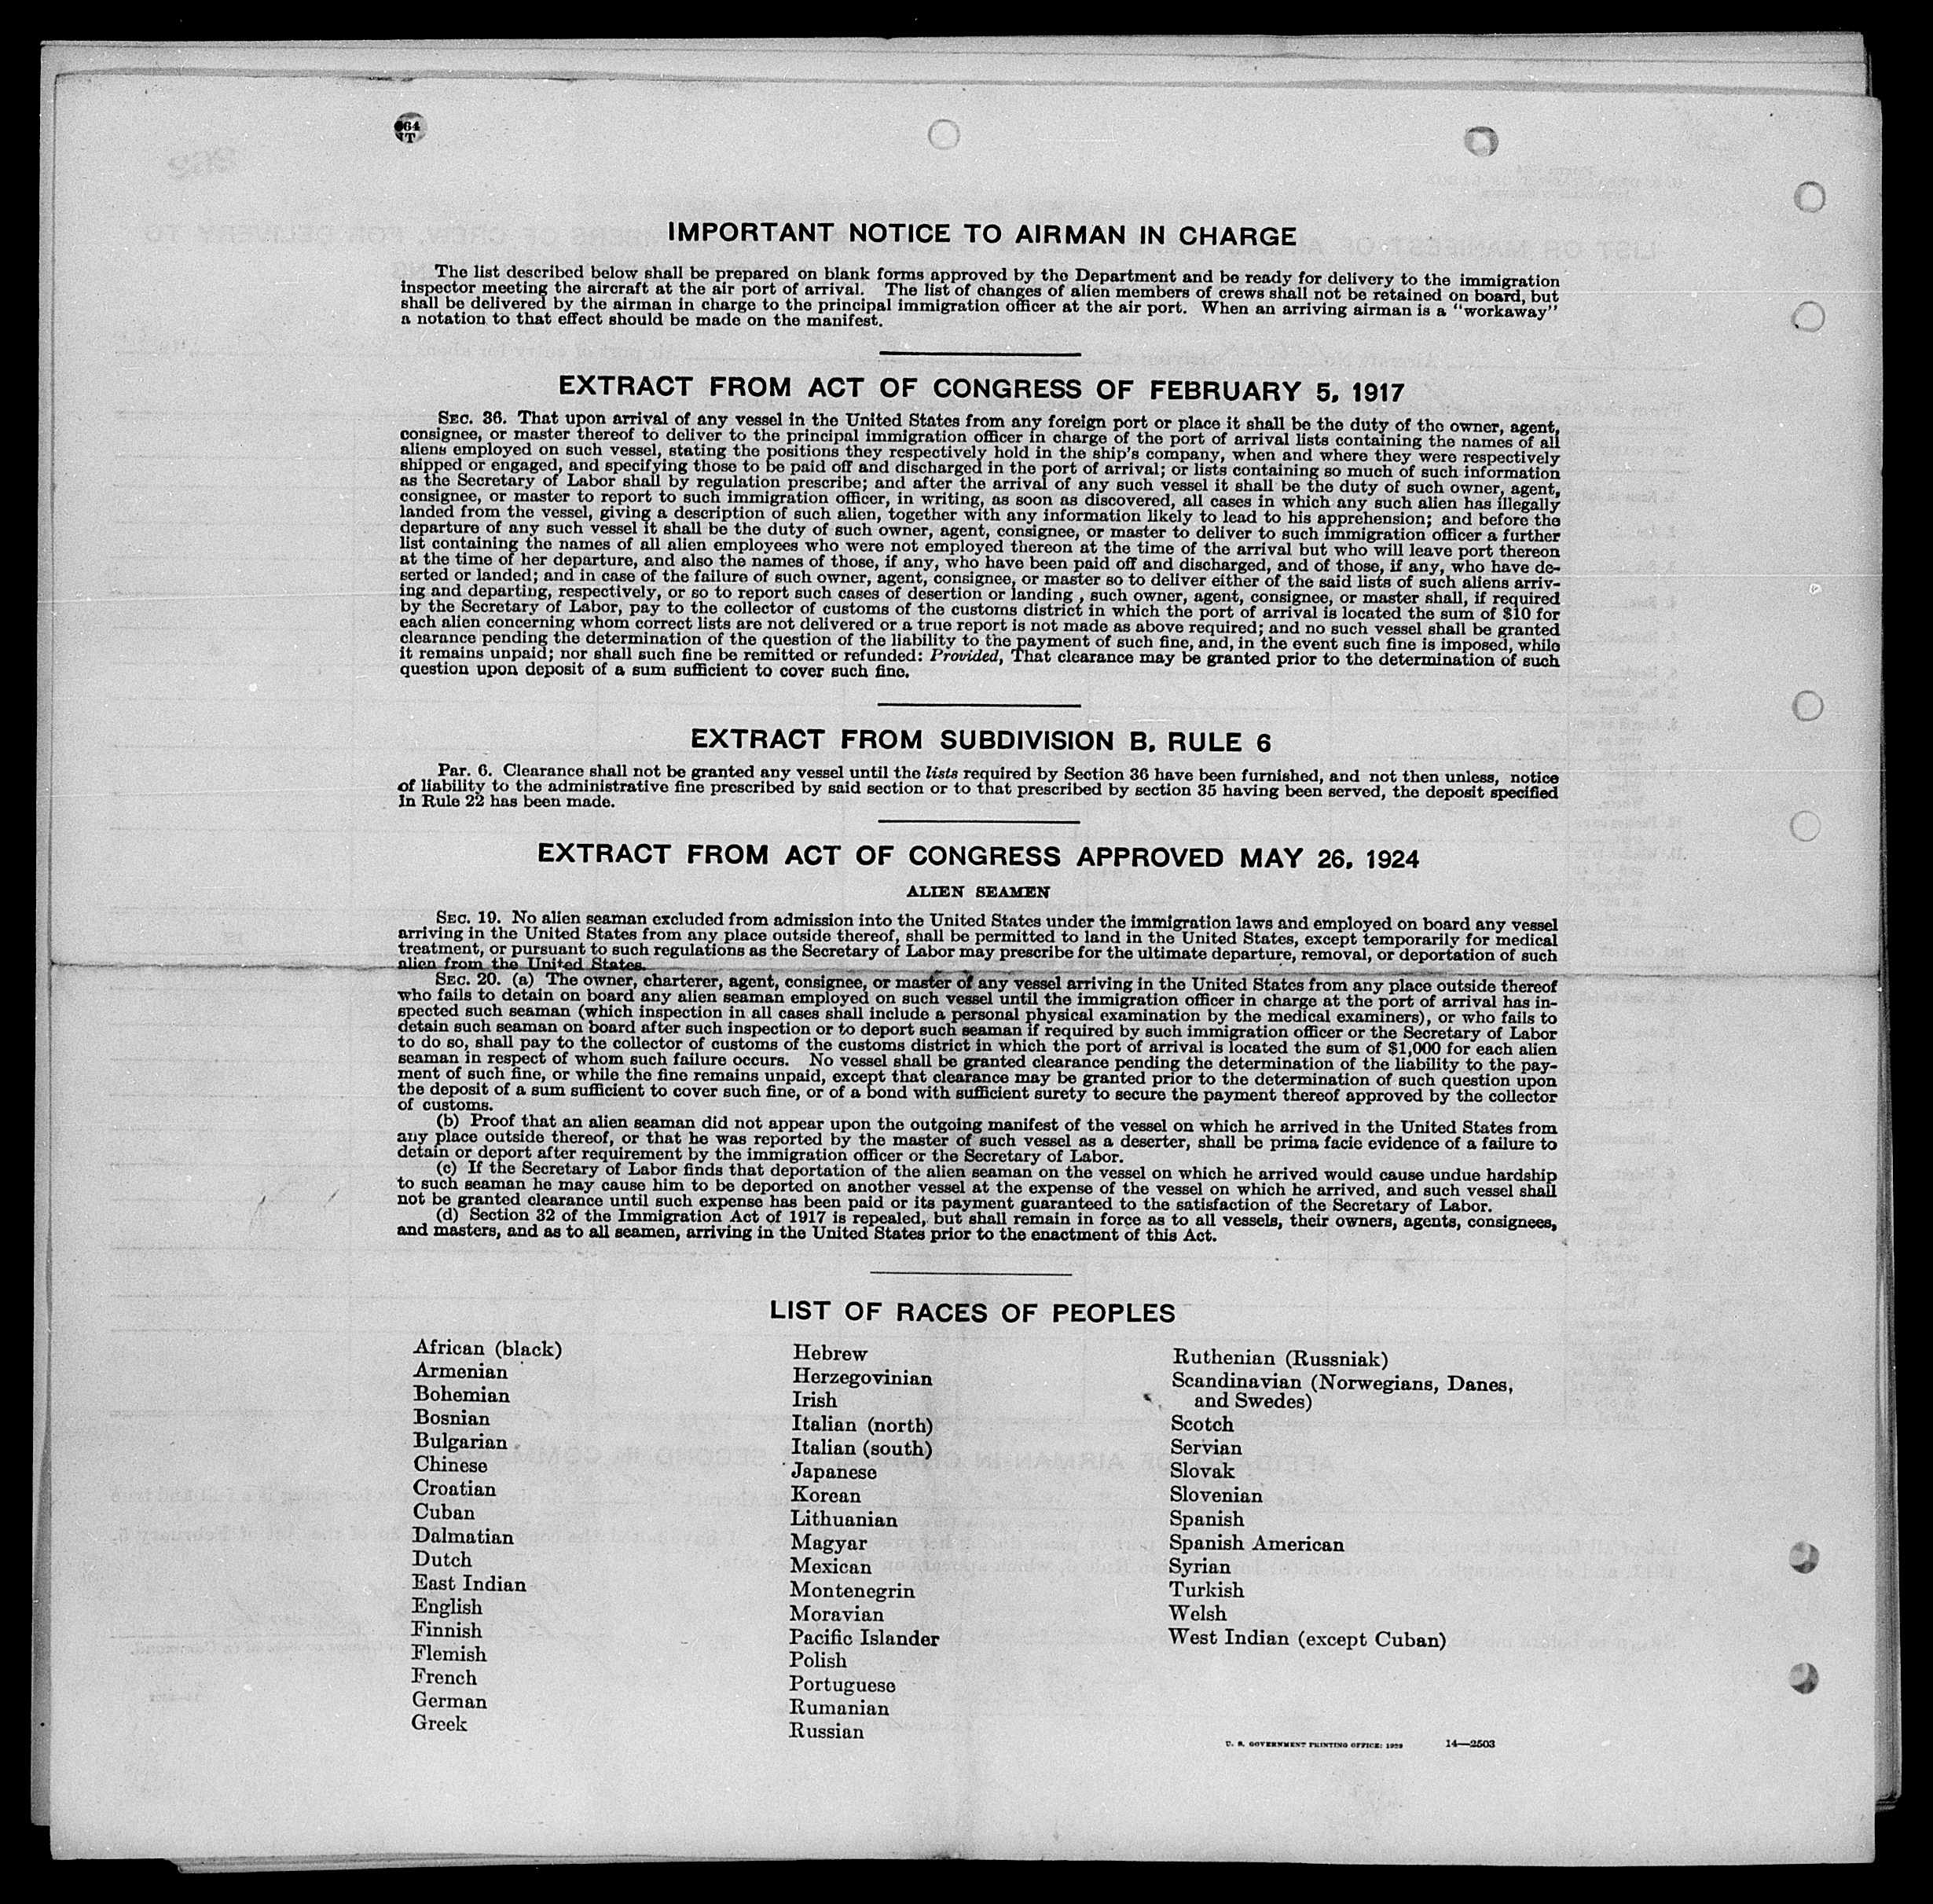 IMPORTANT NOTICE TO AIRMAN IN CHARGE
The list described below shall be prepared on blank forms approved by the Department and be ready for delivery to the immigration
inspector meeting the aircraft at the air port of arrival. The list of changes of alien members of crews shall not be retained on board, but
shall be delivered by the airman in charge to the principal immigration officer at the air port. When an arriving airman is a "workaway"
a notation to that effect should be made on the manifest.
EXTRACT FROM ACT OF CONGRESS OF FEBRUARY 5, 1917
SEC. 36. That upon arrival of any vessel in the United States from any foreign port or place it shall be the duty of the owner, agent,
consignee, or master thereof to deliver to the principal immigration officer in charge of the port of arrival lists containing the names of all
aliens employed on such vessel, stating the positions they respectively hold in the ship's company, when and where they were respectively
shipped or engaged, and specifying those to be paid off and discharged in the port of arrival; or lists containing so much of such information
as the Secretary of Labor shall by regulation prescribe; and after the arrival of any such vessel it shall be the duty of such owner, agent,
consignee, or master to report to such immigration officer, in writing, as soon as discovered, all cases in which any such alien has illegally
landed from the vessel, giving a description of such alien, together with any information likely to lead to his apprehension; and before the
departure of any such vessel it shall be the duty of such owner, agent, consignee, or master to deliver to such immigration officer a further
list containing the names of all alien employees who were not employed thereon at the time of the arrival but who will leave port thereon
at the time of her departure, and also the names of those, if any, who have been paid off and discharged, and of those, if any, who have de-
serted or landed; and in case of the failure of such owner, agent, consignee, or master so to deliver either of the said lists of such aliens arriv-
ing and departing, respectively, or so to report such cases of desertion or landing , such owner, agent, consignee, or master shall, if required
by the Secretary of Labor, pay to the collector of customs of the customs district in which the port of arrival is located the sum of $10 for
each alien concerning whom correct lists are not delivered or a true report is not made as above required; and no such vessel shall be granted
clearance pending the determination of the question of the liability to the payment of such fine, and, in the event such fine is imposed, while
it remains unpaid; nor shall such fine be remitted or refunded: Provided, That clearance may be granted prior to the determination of such
question upon deposit of a sum sufficient to cover such fine.
EXTRACT FROM SUBDIVISION B, RULE 6
Par. 6. Clearance shall not be granted any vessel until the lists required by Section 36 have been furnished, and not then unless, notice
of liability to the administrative fine prescribed by said section or to that prescribed by section 35 having been served, the deposit specified
in Rule 22 has been made.
EXTRACT FROM ACT OF CONGRESS APPROVED MAY 26, 1924
ALIEN SEAMEN
SEC. 19. No alien seaman excluded from admission into the United States under the immigration laws and employed on board any vessel
arriving in the United States from any place outside thereof, shall be permitted to land in the United States, except temporarily for medical
treatment, or pursuant to such regulations as the Secretary of Labor may prescribe for the ultimate departure, removal, or deportation of such
alien from the United States.
SEC. 20. (a) The owner, charterer, agent, consignee, or master of any vessel arriving in the United States from any place outside thereof
who fails to detain on board any alien seaman employed on such vessel until the immigration officer in charge at the port of arrival has in-
spected such seaman (which inspection in all cases shall include a personal physical examination by the medical examiners), or who fails to
detain such seaman on board after such inspection or to deport such seaman if required by such immigration officer or the Secretary of Labor
to do so, shall pay to the collector of customs of the customs district in which the port of arrival is located the sum of $1,000 for each alien
seaman in respect of whom such failure occurs. No vessel shall be granted clearance pending the determination of the liability to the pay-
ment of such fine, or while the fine remains unpaid, except that clearance may be granted prior to the determination of such question upon
the deposit of a sum sufficient to cover such fine, or of a bond with sufficient surety to secure the payment thereof approved by the collector
of customs.
(b) Proof that an alien seaman did not appear upon the outgoing manifest of the vessel on which he arrived in the United States from
any place outside thereof, or that he was reported by the master of such vessel as a deserter, shall be prima facie evidence of a failure to
detain or deport after requirement by the immigration officer or the Secretary of Labor.
(c) If the Secretary of Labor finds that deportation of the alien seaman on the vessel on which he arrived would cause undue hardship
to such seaman he may cause him to be deported on another vessel at the expense of the vessel on which he arrived, and such vessel shall
not be granted clearance until such expense has been paid or its payment guaranteed to the satisfaction of the Secretary of Labor.
(d) Section 32 of the Immigration Act of 1917 is repealed, but shall remain in force as to all vessels, their owners, agents, consignees,
and masters, and as to all seamen, arriving in the United States prior to the enactment of this Act.
LIST OF RACES OF PEOPLES
African (black)
Armenian
Bohemian
Bosnian
Bulgarian
Chinese
Croatian
Cuban
Dalmatian
Dutch
East Indian
English
Finnish
Flemish
French
German
Greek
Hebrew
Herzegovinian
Irish
Italian (north)
Italian (south)
Japanese
Korean
Lithuanian
Magyar
Mexican
Montenegrin
Moravian
Pacific Islander
Polish
Portuguese
Rumanian
Russian
Ruthenian (Russniak)
Scandinavian (Norwegians, Danes,
and Swedes)
Scotch
Servian
Slovak
Slovenian
Spanish
Spanish American
Syrian
Turkish
Welsh
West Indian (except Cuban)
U. S. GOVERNMENT PRINTING OFFICE: 1929 14—2503